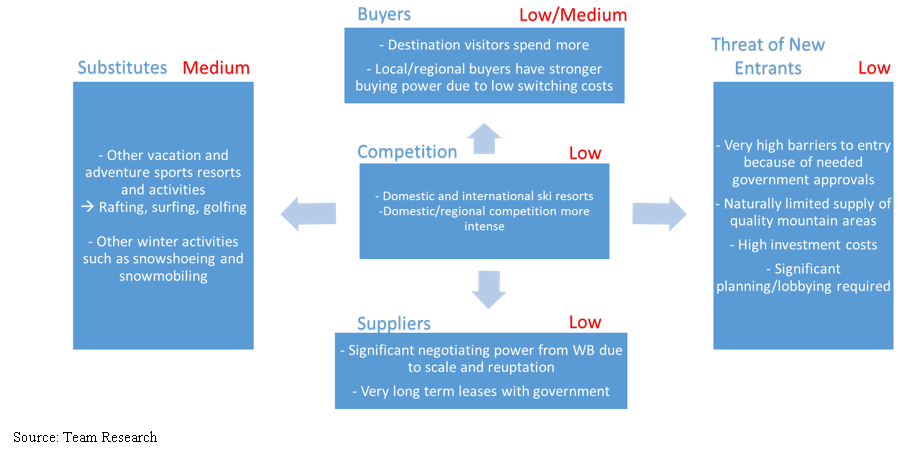 Buyers Low/Medium
- Destination visitors spend more
- Local/regional buyers have stronger
buying power due to low switching costs
Substitutes Medium
- Other vacation and
adventure sports resorts
and activities
→ Rafting, surfing, golfing
- Other winter activities
such as snowshoeing and
snowmobiling
Competition Low
- Domestic and international ski resorts
-Domestic/regional competition more
intense
Threat of New
Entrants Low
- Very high barriers to entry
because of needed
government approvals
- Naturally limited supply of
quality mountain areas
- High investment costs
- Significant
planning/lobbying required
Suppliers Low
- Significant negotiating power from WB due
to scale and reuptation
- Very long term leases with government
Source: Team Research